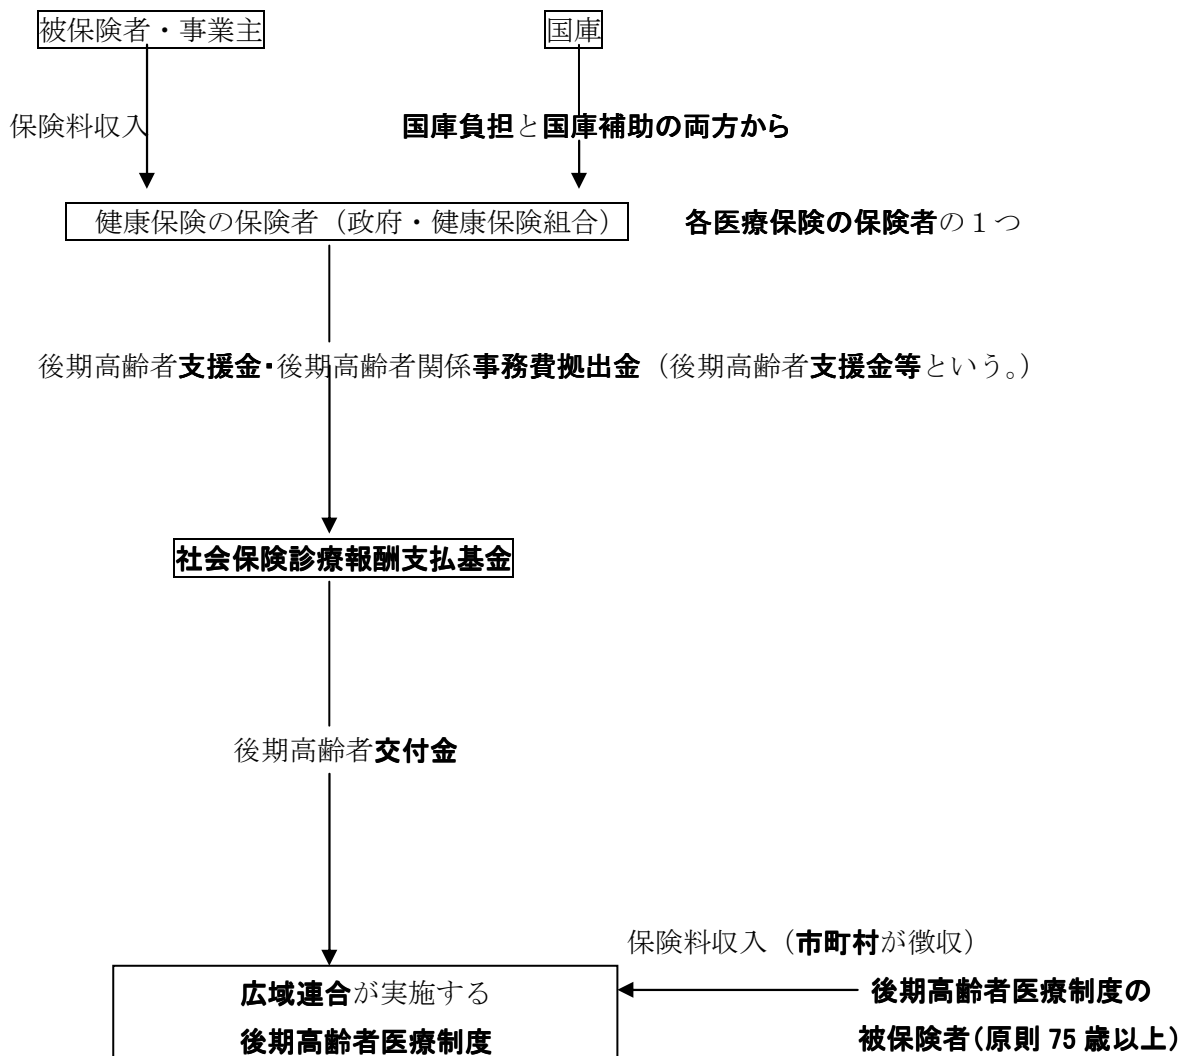 被保険者・事業主
国庫
保険料収入
国庫負担と国庫補助の両方から
健康保険の保険者（政府・健康保険組合）
各医療保険の保険者の１つ
後期高齢者支援金・後期高齢者関係事務費拠出金（後期高齢者支援金等という。）
社会保険診療報酬支払基金
後期高齢者交付金
保険料収入（市町村が徴収）
広域連合が実施する
後期高齢者医療制度
後期高齢者医療制度の
被保険者(原則 75 歳以上)